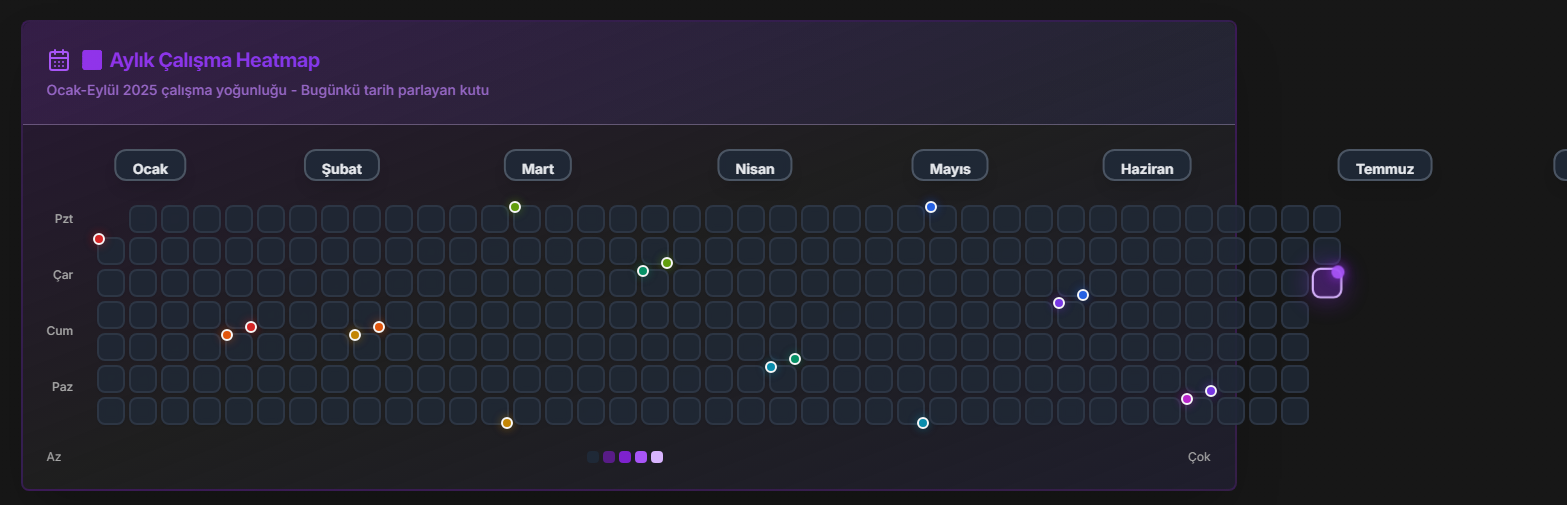 Aylık Çalışma Heatmap
Ocak-Eylül 2025 çalışma yoğunluğu - Bugünkü tarih parlayan kutu
Ocak Şubat Mart Nisan Mayıs Haziran Temmuz
Pzt
Çar
Cum
Paz
Az Çok